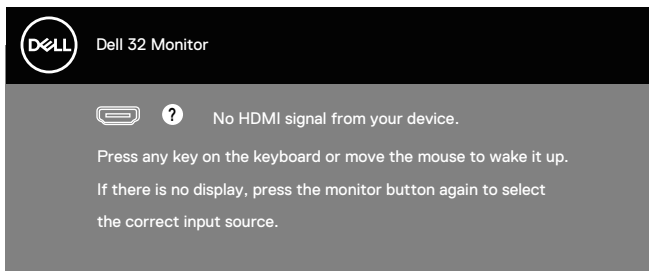 DELL
Dell 32 Monitor
? No HDMI signal from your device.
Press any key on the keyboard or move the mouse to wake it up.
If there is no display, press the monitor button again to select
the correct input source.